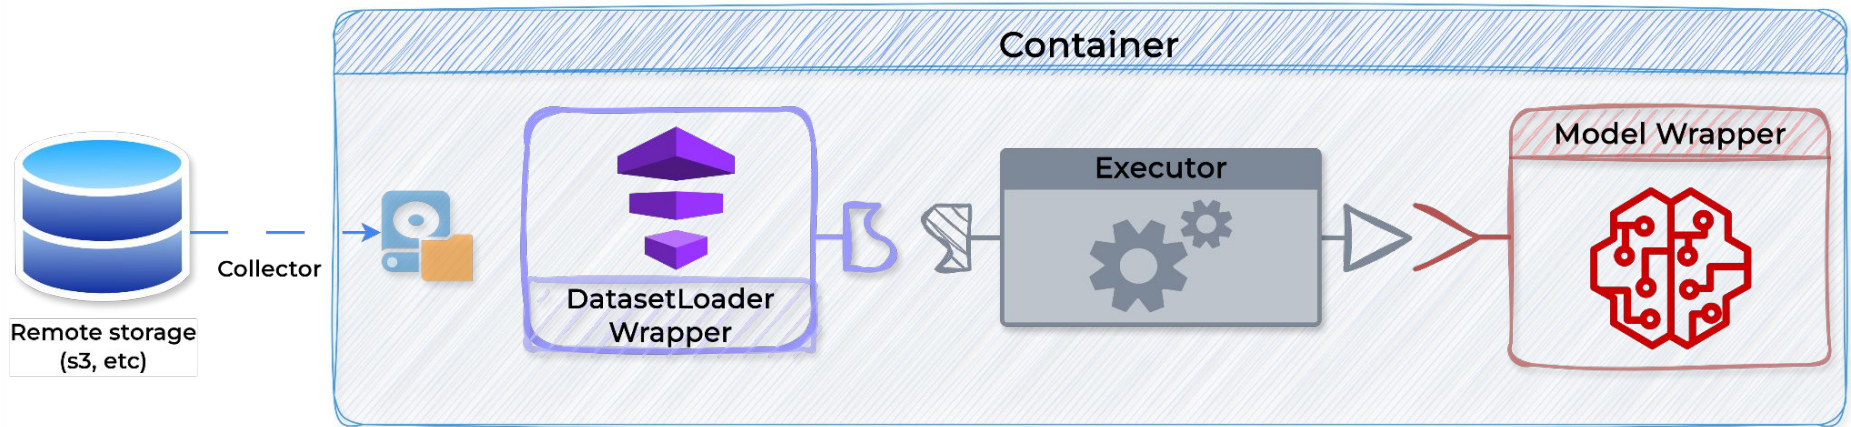 Container
Model Wrapper
Executor
Collector
DatasetLoader
Wrapper
Remote storage
(s3, etc)